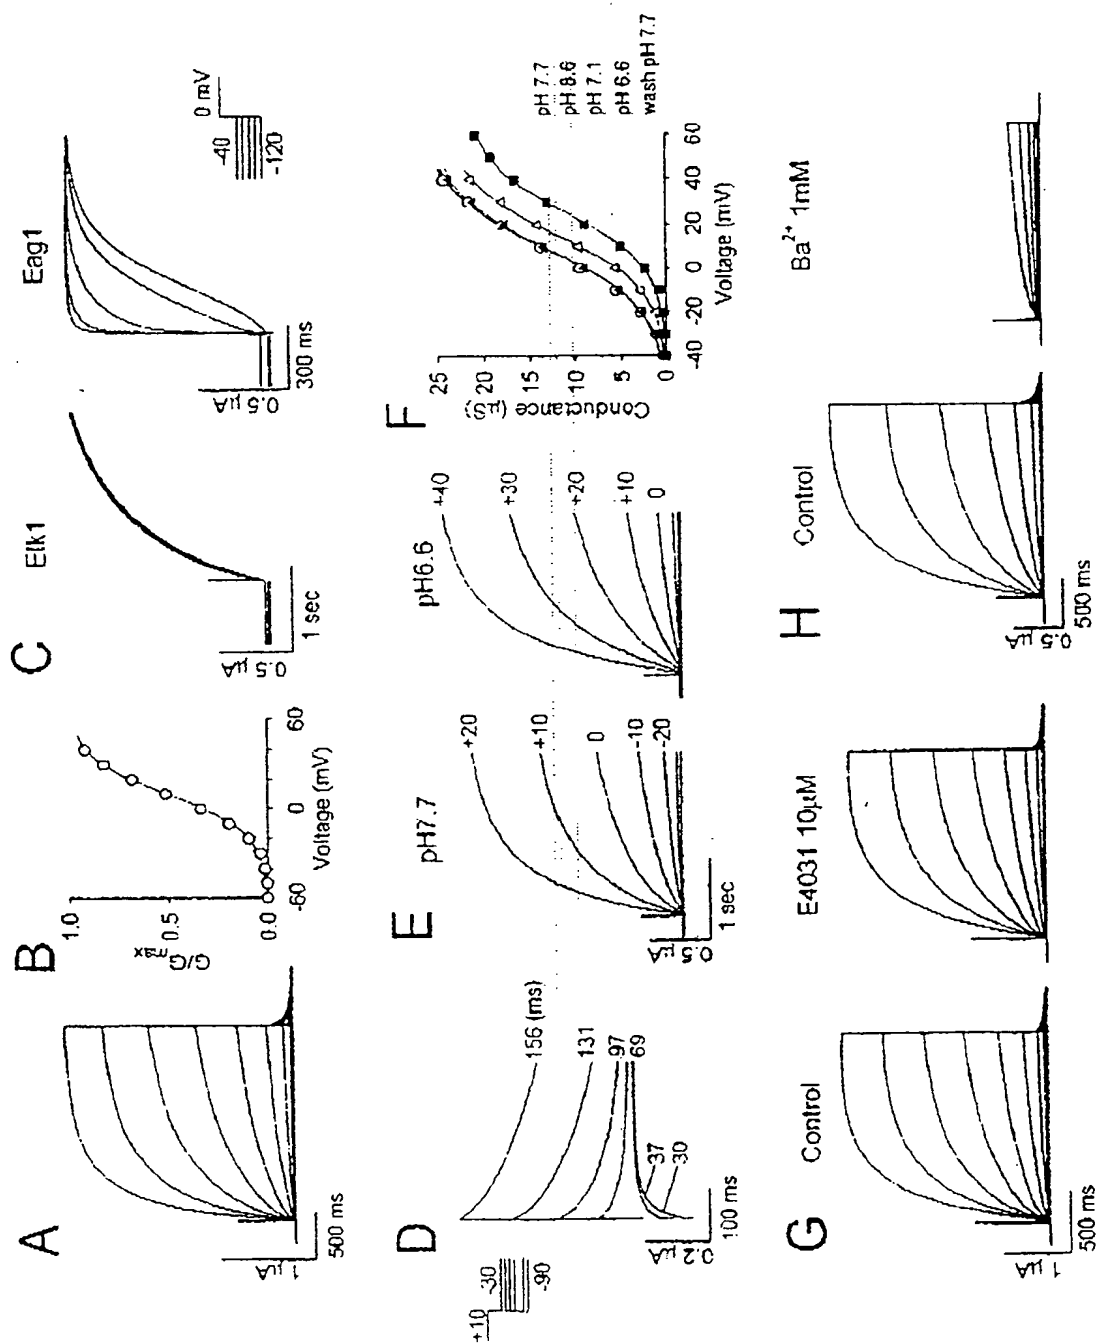 A
1 µA
500 ms
B
G/Gmax
1.0
0.5
0.0
-60
0
60
Voltage (mV)
C
Elk1
0.5 µA
1 sec
Eag1
0.5 µA
300 ms
0 mV
-40
-120
D
+10
-30
-90
156 (ms)
131
97
69
37
30
0.2 µA
100 ms
E
pH7.7
+20
+10
0
-10
-20
0.5 µA
1 sec
pH6.6
+40
+30
+20
+10
0
F
Conductance (µS)
25
20
15
10
5
0
-40
-20
0
20
40
60
Voltage (mV)
pH 7.7
pH 8.6
pH 7.1
pH 6.6
wash pH 7.7
G
Control
1 µA
500 ms
E4031 10µM
H
Control
0.5 µA
500 ms
Ba2+ 1mM